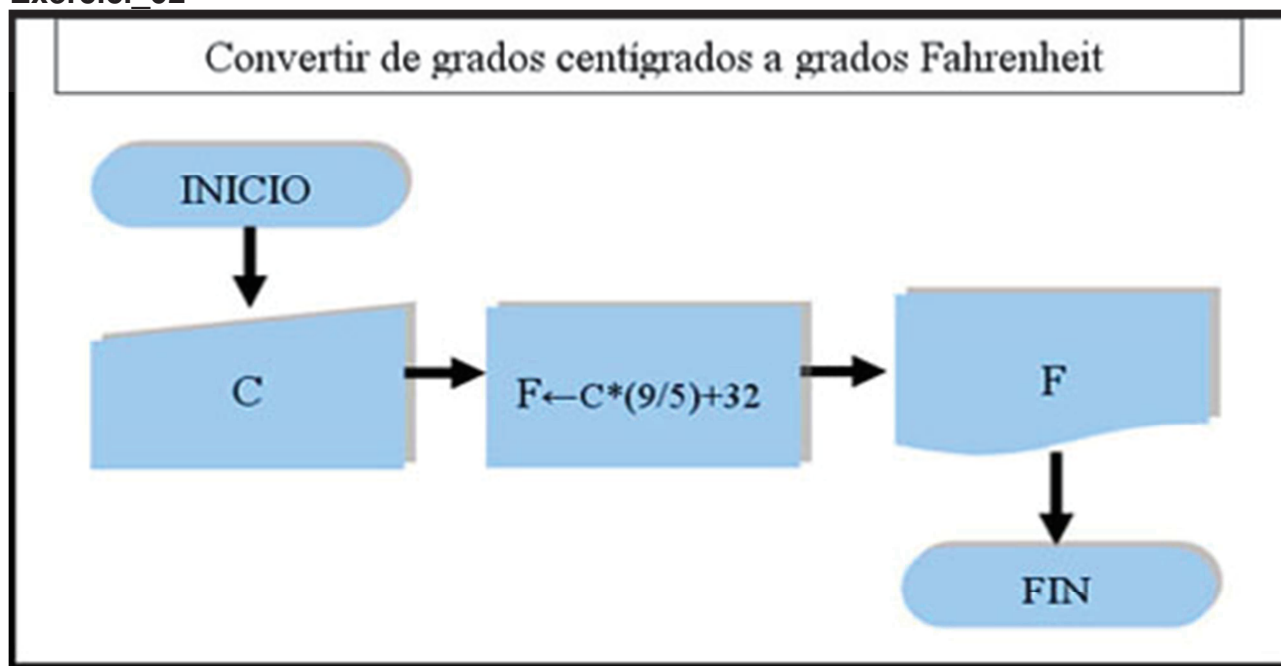 Convertir de grados centígrados a grados Fahrenheit
INICIO
C
F←C*(9/5)+32
F
FIN